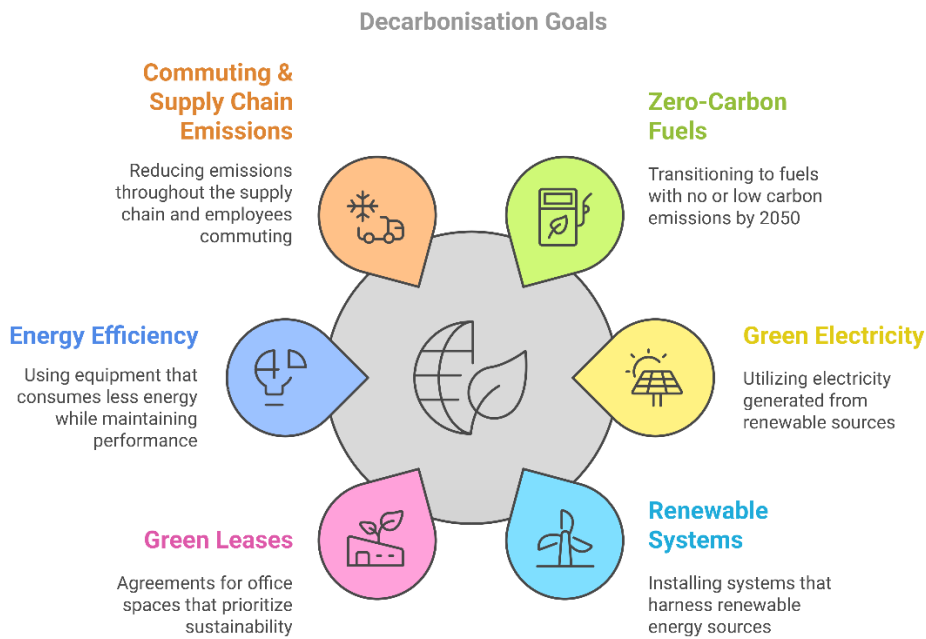 Decarbonisation Goals
Commuting &
Supply Chain
Emissions
Reducing emissions
throughout the supply
chain and employees
commuting
Zero-Carbon
Fuels
Transitioning to fuels
with no or low carbon
emissions by 2050
Energy Efficiency
Using equipment that
consumes less energy
while maintaining
performance
Green Electricity
Utilizing electricity
generated from
renewable sources
Green Leases
Agreements for office
spaces that prioritize
sustainability
Renewable
Systems
Installing systems that
harness renewable
energy sources